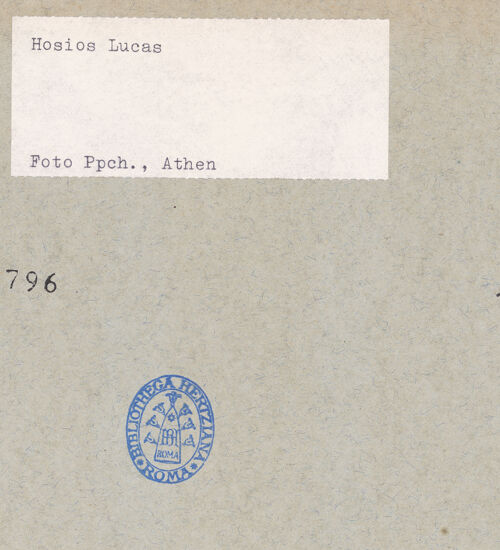 Hosios Lucas
Foto Ppch., Athen
796
BIBLIOTHECA HERTZIANA
ROMA
ROMA